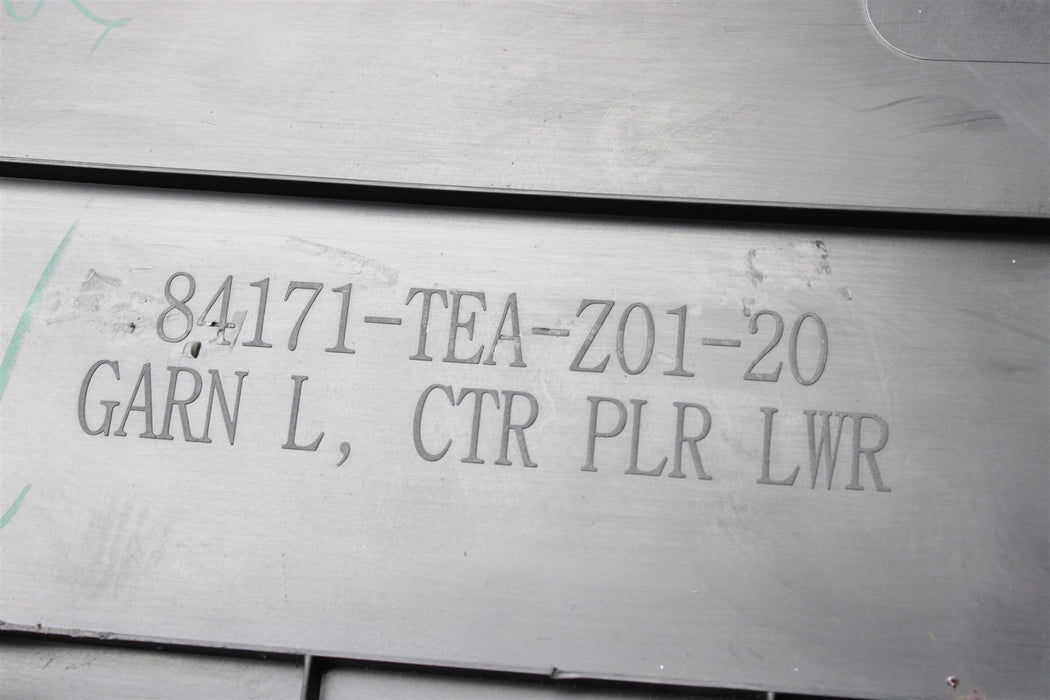 84171-TEA-Z01-20
GARN L, CTR PLR LWR